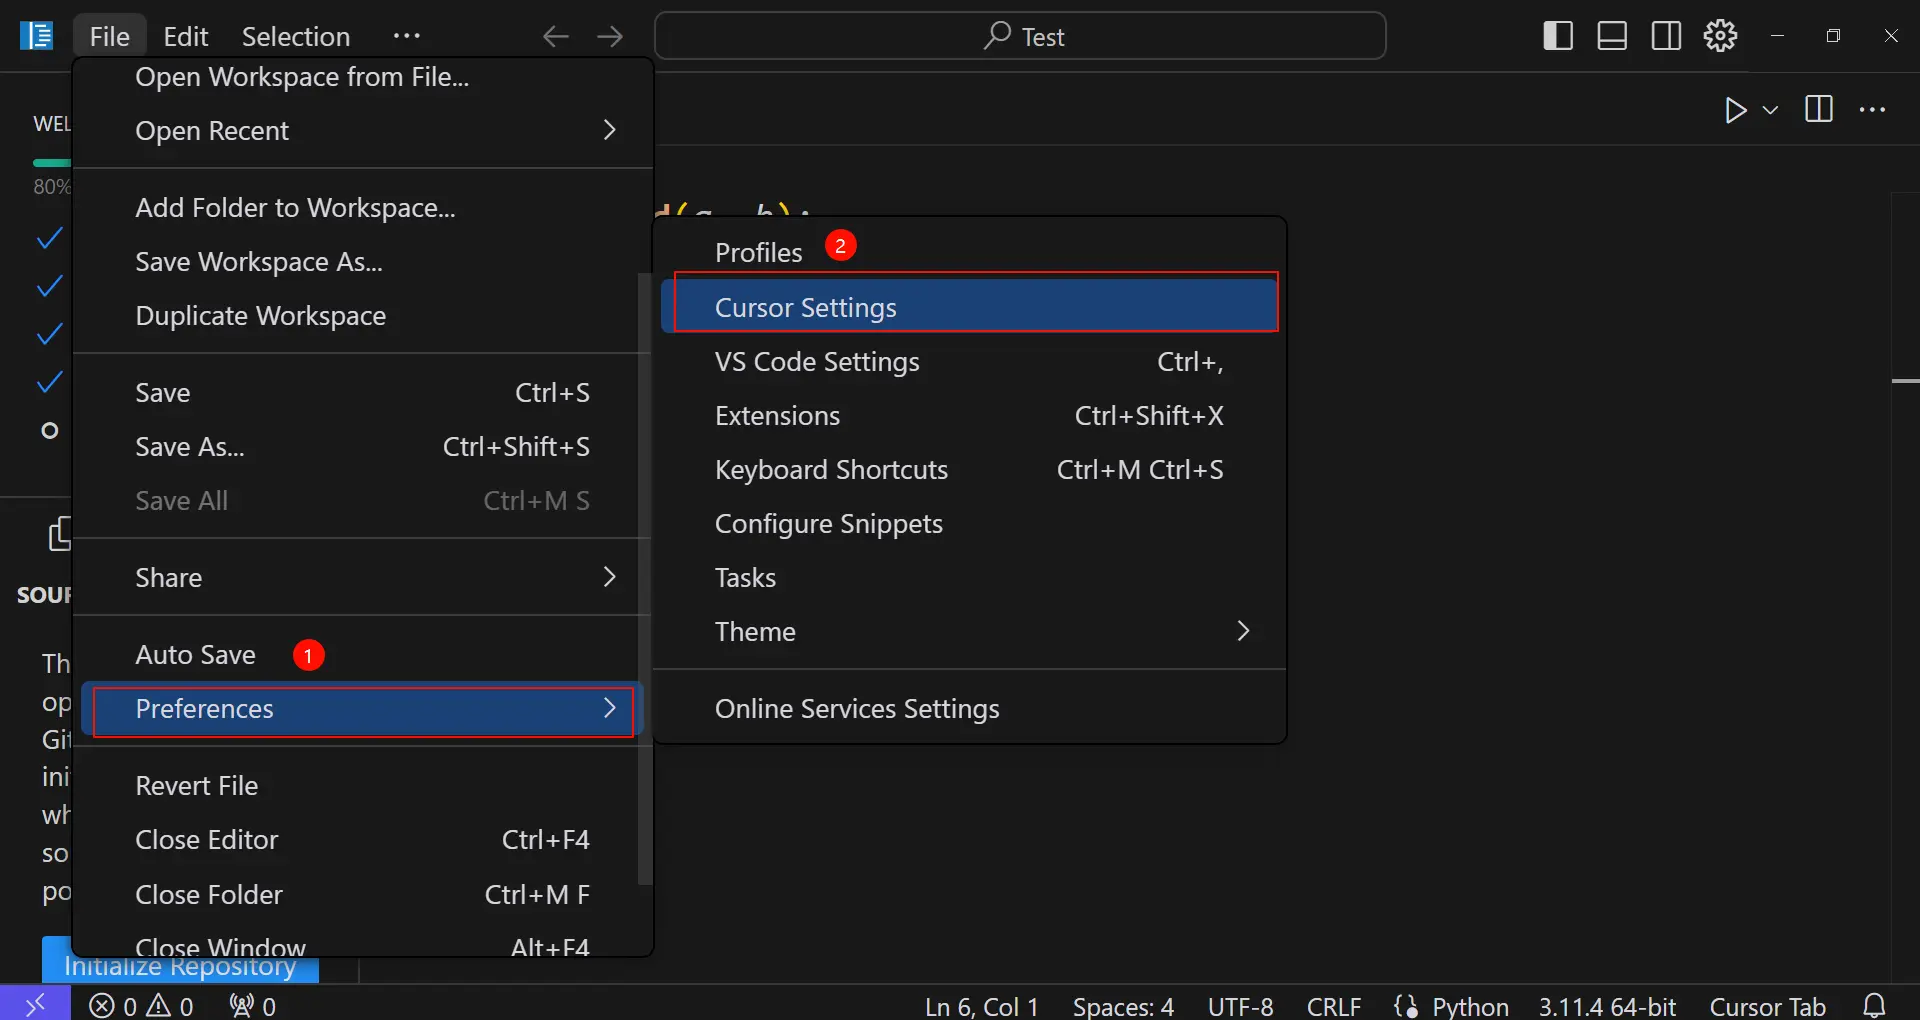 File Edit Selection ...
Test
Open Workspace from File...
Open Recent
Add Folder to Workspace...
Save Workspace As...
Duplicate Workspace
Save Ctrl+S
Save As... Ctrl+Shift+S
Save All Ctrl+M S
Share
Auto Save 1
Preferences
Revert File
Close Editor Ctrl+F4
Close Folder Ctrl+M F
Close Window Alt+F4
Profiles 2
Cursor Settings
VS Code Settings Ctrl+,
Extensions Ctrl+Shift+X
Keyboard Shortcuts Ctrl+M Ctrl+S
Configure Snippets
Tasks
Theme
Online Services Settings
WEL
80%
SOUR
Th
op
Git
ini
wh
so
po
Initialize Repository
0 0 0
Ln 6, Col 1 Spaces: 4 UTF-8 CRLF Python 3.11.4 64-bit Cursor Tab